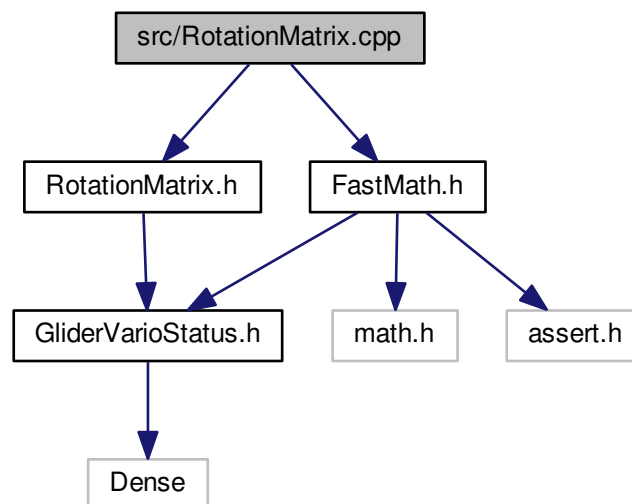 src/RotationMatrix.cpp
RotationMatrix.h
FastMath.h
GliderVarioStatus.h
math.h
assert.h
Dense